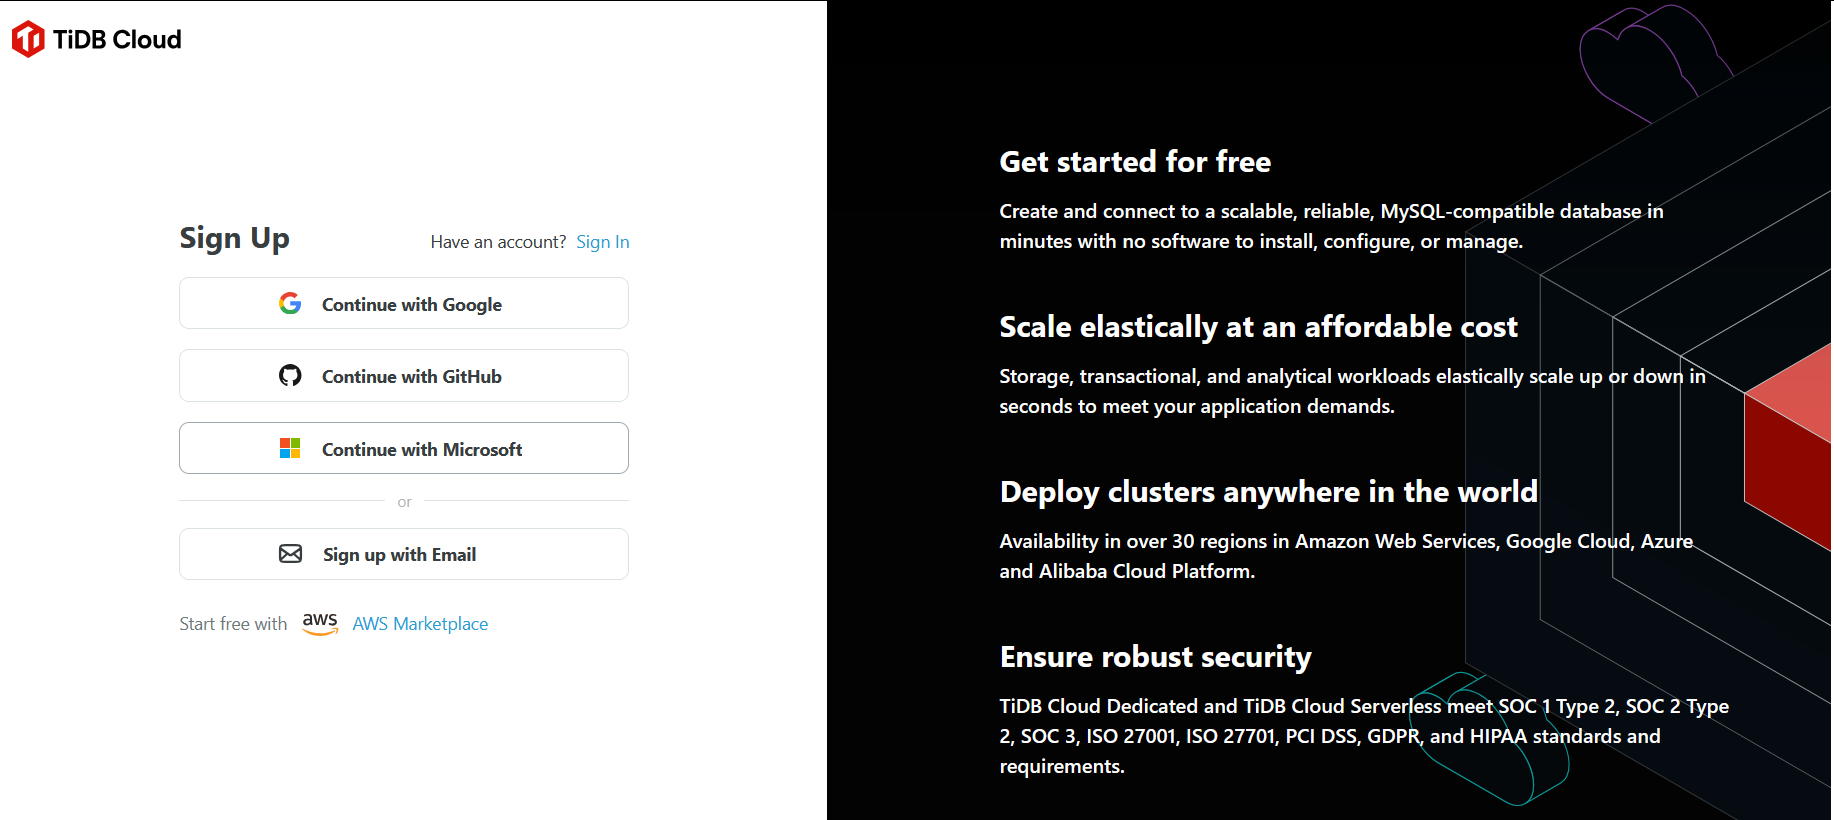 TiDB Cloud
Sign Up
Have an account? Sign In
Continue with Google
Continue with GitHub
Continue with Microsoft
or
Sign up with Email
Start free with aws AWS Marketplace
Get started for free
Create and connect to a scalable, reliable, MySQL-compatible database in
minutes with no software to install, configure, or manage.
Scale elastically at an affordable cost
Storage, transactional, and analytical workloads elastically scale up or down in
seconds to meet your application demands.
Deploy clusters anywhere in the world
Availability in over 30 regions in Amazon Web Services, Google Cloud, Azure
and Alibaba Cloud Platform.
Ensure robust security
TiDB Cloud Dedicated and TiDB Cloud Serverless meet SOC 1 Type 2, SOC 2 Type
2, SOC 3, ISO 27001, ISO 27701, PCI DSS, GDPR, and HIPAA standards and
requirements.